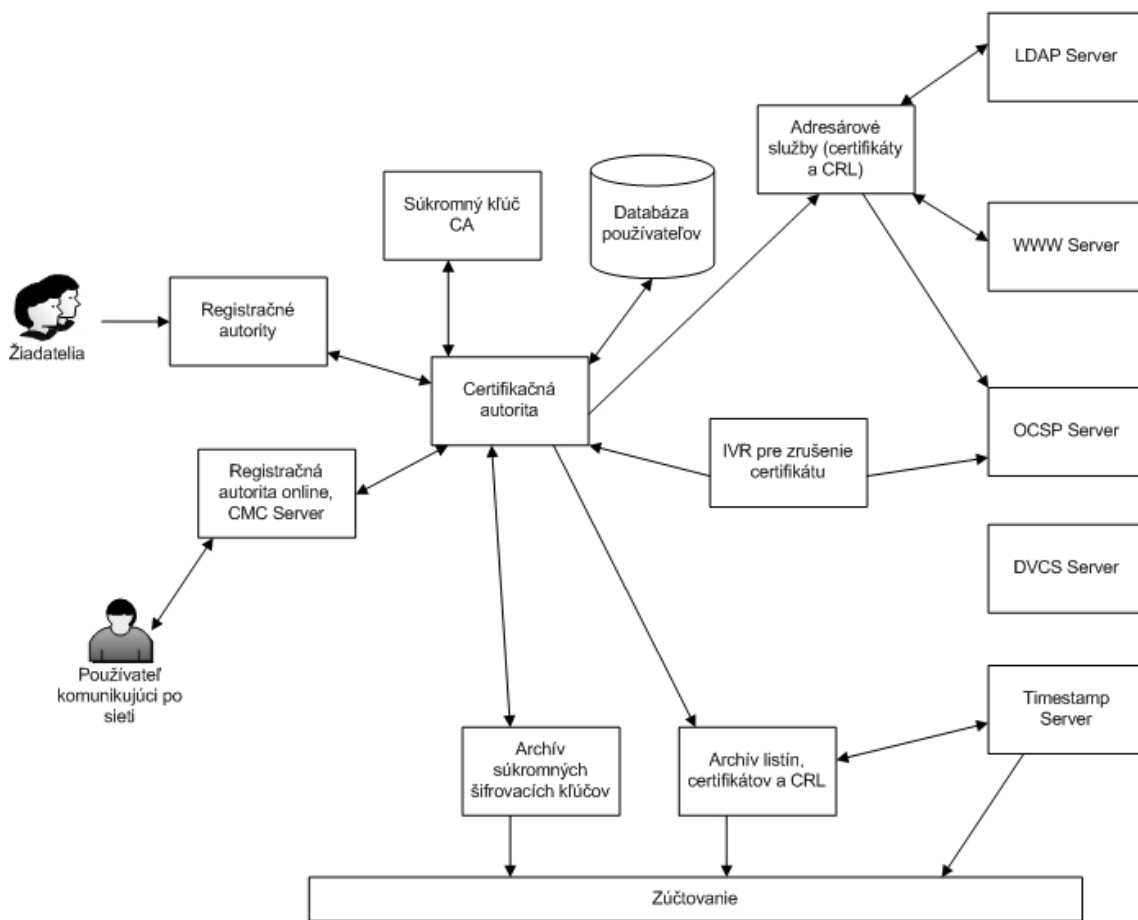 LDAP Server
Adresárové
služby (certifikáty
a CRL)
Súkromný kľúč
CA
Databáza
používateľov
WWW Server
Registračné
autority
Žiadatelia
Certifikačná
autorita
OCSP Server
IVR pre zrušenie
certifikátu
Registračná
autorita online,
CMC Server
DVCS Server
Používateľ
komunikujúci po
sieti
Timestamp
Server
Archív
súkromných
šifrovacích kľúčov
Archív listín,
certifikátov a CRL
Zúčtovanie